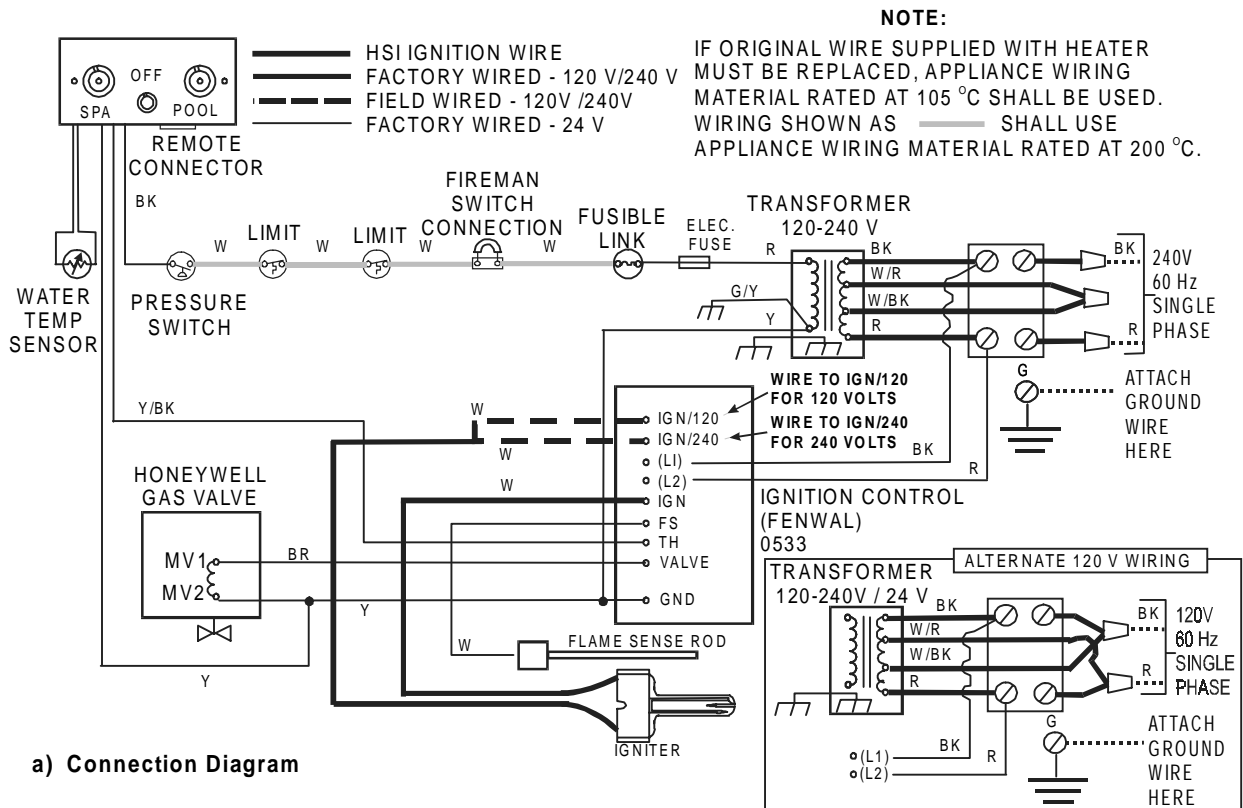 NOTE:
IF ORIGINAL WIRE SUPPLIED WITH HEATER
MUST BE REPLACED, APPLIANCE WIRING
MATERIAL RATED AT 105 °C SHALL BE USED.
WIRING SHOWN AS SHALL USE
APPLIANCE WIRING MATERIAL RATED AT 200 °C.
HSI IGNITION WIRE
FACTORY WIRED - 120 V/240 V
FIELD WIRED - 120V /240V
FACTORY WIRED - 24 V
OFF
SPA
POOL
REMOTE
CONNECTOR
BK
WATER
TEMP
SENSOR
PRESSURE
SWITCH
W
LIMIT
W
LIMIT
W
FIREMAN
SWITCH
CONNECTION
W
FUSIBLE
LINK
ELEC.
FUSE
R
G/Y
Y
TRANSFORMER
120-240 V
BK
W/R
W/BK
R
BK
R
240V
60 Hz
SINGLE
PHASE
G
ATTACH
GROUND
WIRE
HERE
Y/BK
W
W
W
IGN/120
IGN/240
(LI)
(L2)
IGN
FS
TH
VALVE
GND
WIRE TO IGN/120
FOR 120 VOLTS
WIRE TO IGN/240
FOR 240 VOLTS
BK
R
IGNITION CONTROL
(FENWAL)
0533
HONEYWELL
GAS VALVE
MV1
MV2
BR
Y
Y
W
FLAME SENSE ROD
IGNITER
ALTERNATE 120 V WIRING
TRANSFORMER
120-240V / 24 V
BK
W/R
W/BK
R
BK
R
120V
60 Hz
SINGLE
PHASE
G
ATTACH
GROUND
WIRE
HERE
(L1)
(L2)
BK
R
a) Connection Diagram